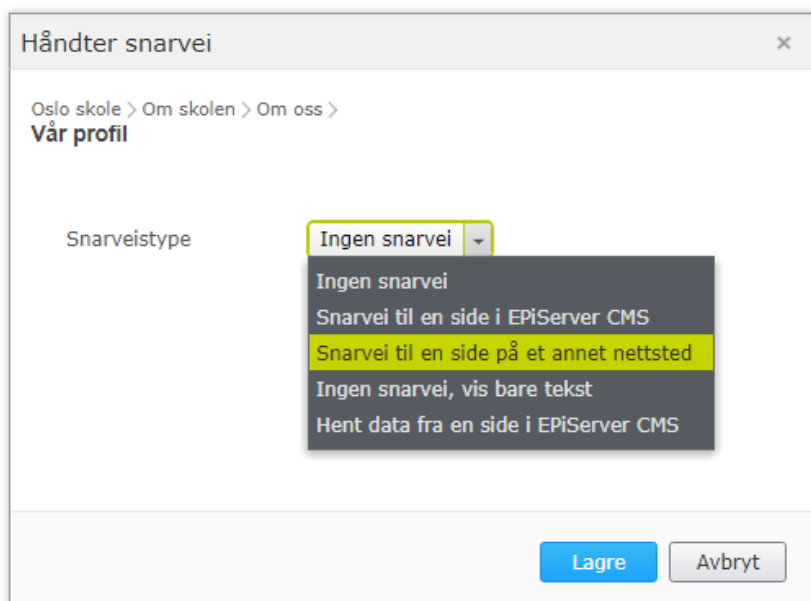 Håndter snarvei ×
Oslo skole > Om skolen > Om oss >
Vår profil
Snarveistype Ingen snarvei
Ingen snarvei
Snarvei til en side i EPiServer CMS
Snarvei til en side på et annet nettsted
Ingen snarvei, vis bare tekst
Hent data fra en side i EPiServer CMS
Lagre Avbryt